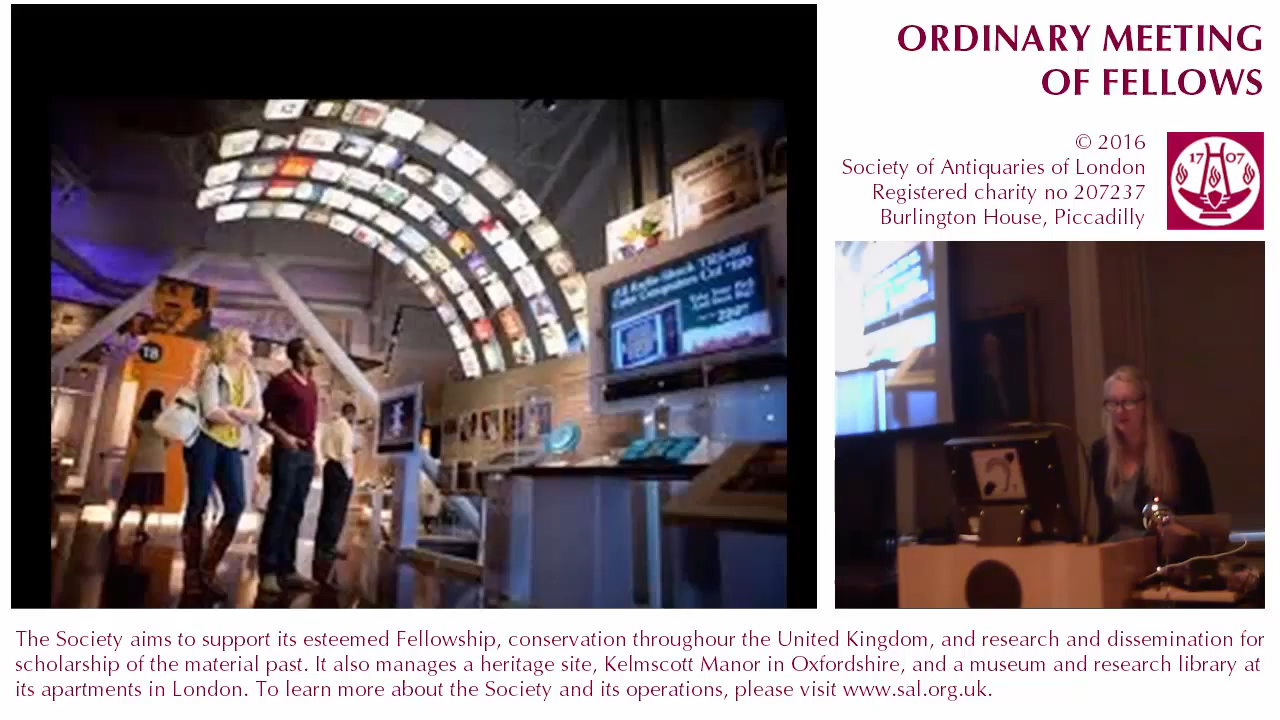 ORDINARY MEETING
OF FELLOWS
© 2016
Society of Antiquaries of London
Registered charity no 207237
Burlington House, Piccadilly
17 07
T8
The Society aims to support its esteemed Fellowship, conservation throughour the United Kingdom, and research and dissemination for
scholarship of the material past. It also manages a heritage site, Kelmscott Manor in Oxfordshire, and a museum and research library at
its apartments in London. To learn more about the Society and its operations, please visit www.sal.org.uk.